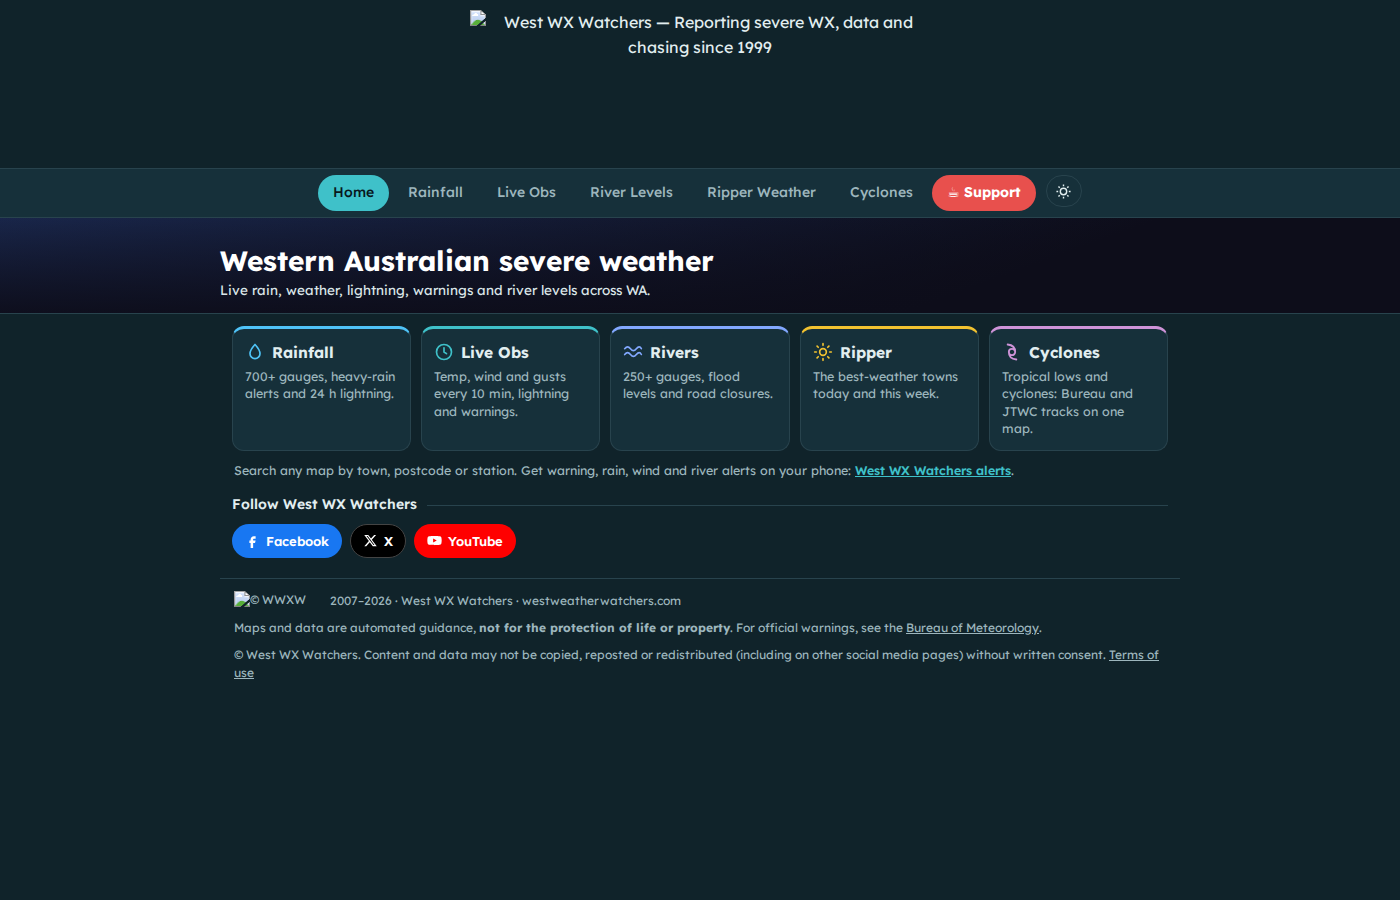 West WX Watchers — Reporting severe WX, data and
chasing since 1999
Home Rainfall Live Obs River Levels Ripper Weather Cyclones ☕ Support
Western Australian severe weather
Live rain, weather, lightning, warnings and river levels across WA.
Rainfall
700+ gauges, heavy-rain
alerts and 24 h lightning.
Live Obs
Temp, wind and gusts
every 10 min, lightning
and warnings.
Rivers
250+ gauges, flood
levels and road closures.
Ripper
The best-weather towns
today and this week.
Cyclones
Tropical lows and
cyclones: Bureau and
JTWC tracks on one
map.
Search any map by town, postcode or station. Get warning, rain, wind and river alerts on your phone: West WX Watchers alerts.
Follow West WX Watchers
Facebook X YouTube
© WWXW 2007–2026 · West WX Watchers · westweatherwatchers.com
Maps and data are automated guidance, not for the protection of life or property. For official warnings, see the Bureau of Meteorology.
© West WX Watchers. Content and data may not be copied, reposted or redistributed (including on other social media pages) without written consent. Terms of
use